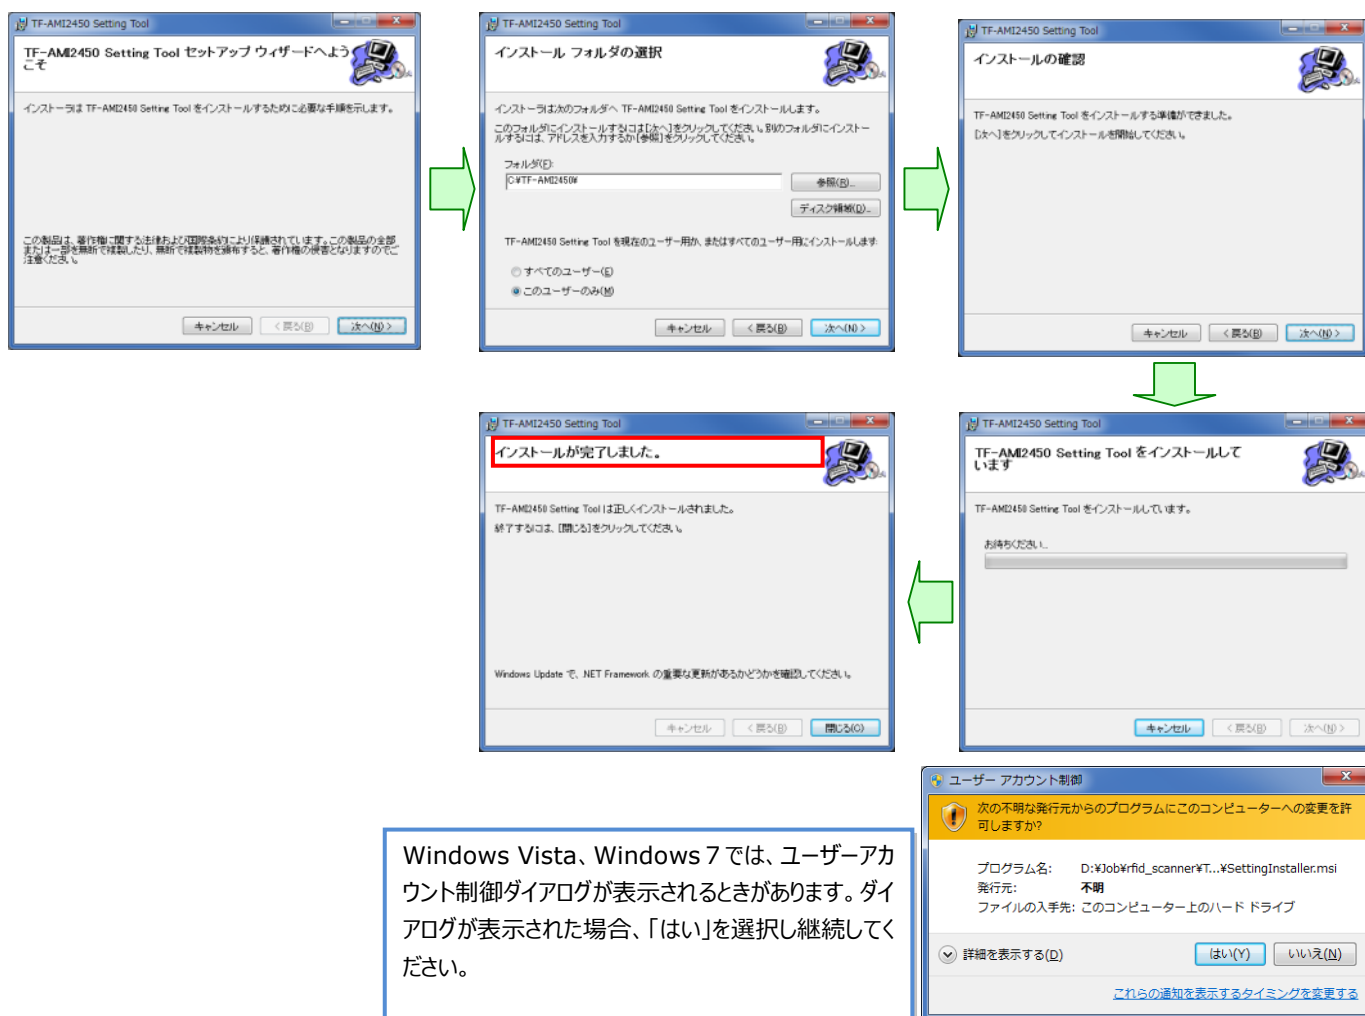 TF-AMI2450 Setting Tool
TF-AMI2450 Setting Tool セットアップ ウィザードへよう
こそ
インストーラは TF-AMI2450 Setting Tool をインストールするために必要な手順を示します。
この製品は、著作権に関する法律および国際条約により保護されています。この製品の全部
または一部を無断で複製したり、無断で複製物を頒布すると、著作権の侵害となりますのでご
注意ください。
キャンセル
< 戻る(B)
次へ(N) >
TF-AMI2450 Setting Tool
インストール フォルダの選択
インストーラは次のフォルダへ TF-AMI2450 Setting Tool をインストールします。
このフォルダにインストールするには[次へ]をクリックしてください。別のフォルダにインストー
ルするには、アドレスを入力するか[参照]をクリックしてください。
フォルダ(F):
C:¥TF-AMI2450¥
参照(R)...
ディスク領域(D)...
TF-AMI2450 Setting Tool を現在のユーザー用か、またはすべてのユーザー用にインストールします:
すべてのユーザー(E)
このユーザーのみ(M)
キャンセル
< 戻る(B)
次へ(N) >
TF-AMI2450 Setting Tool
インストールの確認
TF-AMI2450 Setting Tool をインストールする準備ができました。
[次へ]をクリックしてインストールを開始してください。
キャンセル
< 戻る(B)
次へ(N) >
TF-AMI2450 Setting Tool
TF-AMI2450 Setting Tool をインストールして
います
TF-AMI2450 Setting Tool をインストールしています。
お待ちください...
キャンセル
< 戻る(B)
次へ(N) >
TF-AMI2450 Setting Tool
インストールが完了しました。
TF-AMI2450 Setting Tool は正しくインストールされました。
終了するには、[閉じる]をクリックしてください。
Windows Update で、.NET Framework の重要な更新があるかどうかを確認してください。
キャンセル
< 戻る(B)
閉じる(C)
Windows Vista、Windows 7 では、ユーザーアカ
ウント制御ダイアログが表示されるときがあります。ダイ
アログが表示された場合、「はい」を選択し継続してく
ださい。
ユーザー アカウント制御
次の不明な発行元からのプログラムにこのコンピューターへの変更を許
可しますか?
プログラム名: D:¥Job¥rfid_scanner¥T...¥SettingInstaller.msi
発行元: 不明
ファイルの入手先: このコンピューター上のハード ドライブ
詳細を表示する(D)
はい(Y)
いいえ(N)
これらの通知を表示するタイミングを変更する